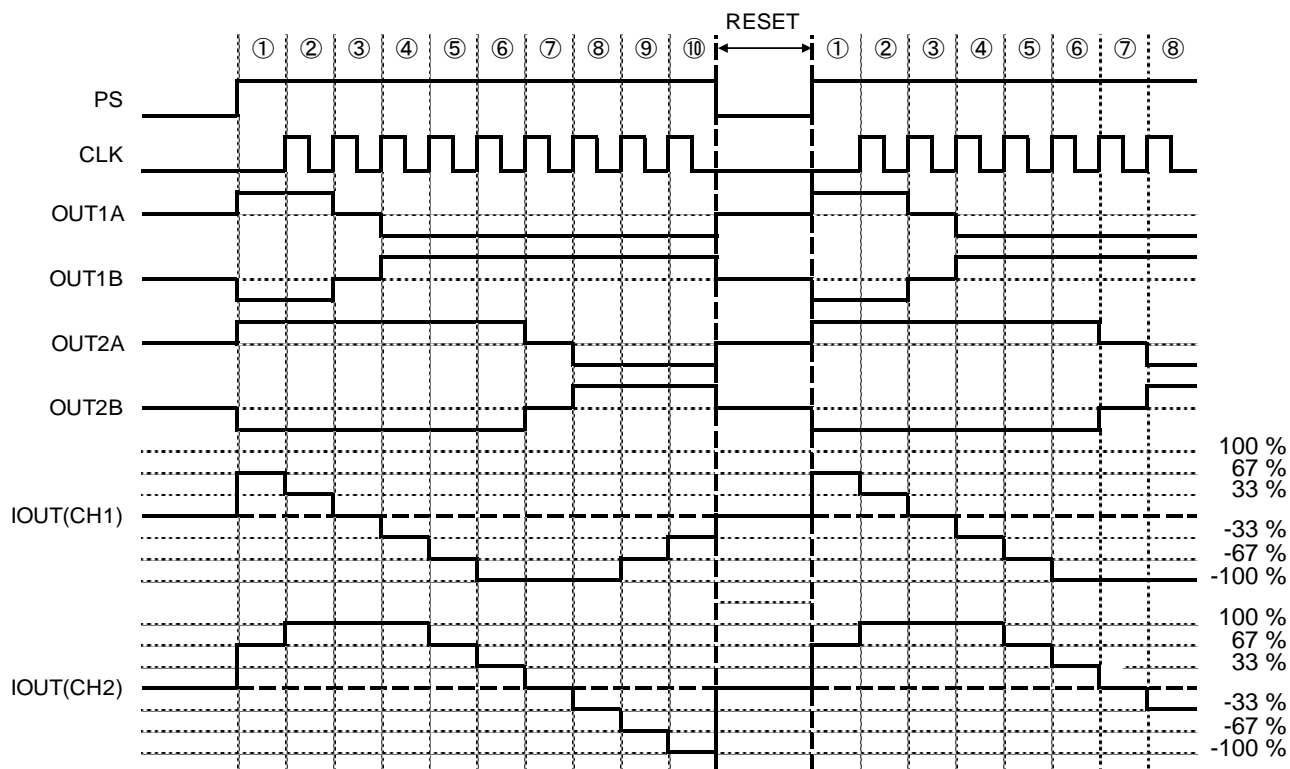 RESET
① ② ③ ④ ⑤ ⑥ ⑦ ⑧ ⑨ ⑩ ① ② ③ ④ ⑤ ⑥ ⑦ ⑧
PS
CLK
OUT1A
OUT1B
OUT2A
OUT2B
100 %
67 %
33 %
IOUT(CH1)
-33 %
-67 %
-100 %
100 %
67 %
33 %
IOUT(CH2)
-33 %
-67 %
-100 %